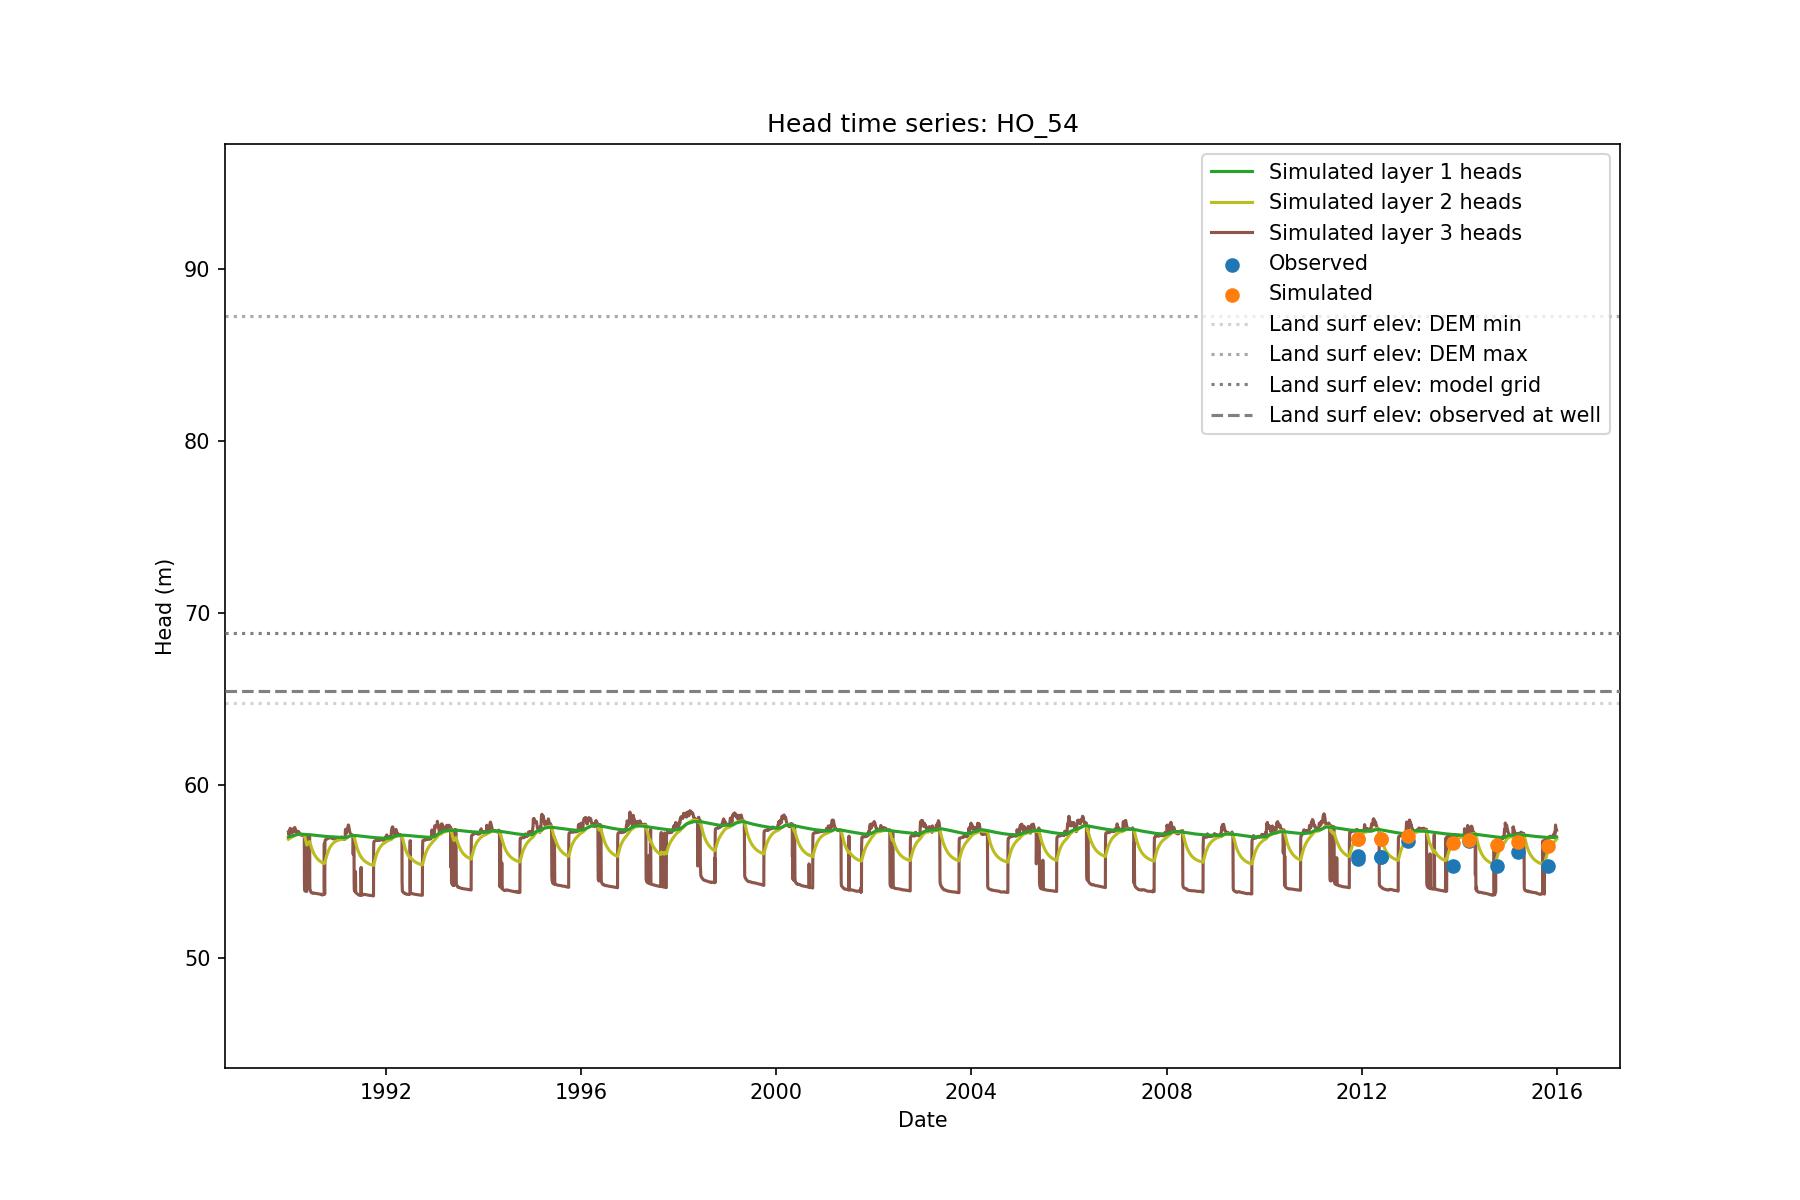 Head time series: HO_54
Simulated layer 1 heads
Simulated layer 2 heads
Simulated layer 3 heads
Observed
Simulated
Land surf elev: DEM min
Land surf elev: DEM max
Land surf elev: model grid
Land surf elev: observed at well
Head (m)
90
80
70
60
50
1992
1996
2000
2004
2008
2012
2016
Date